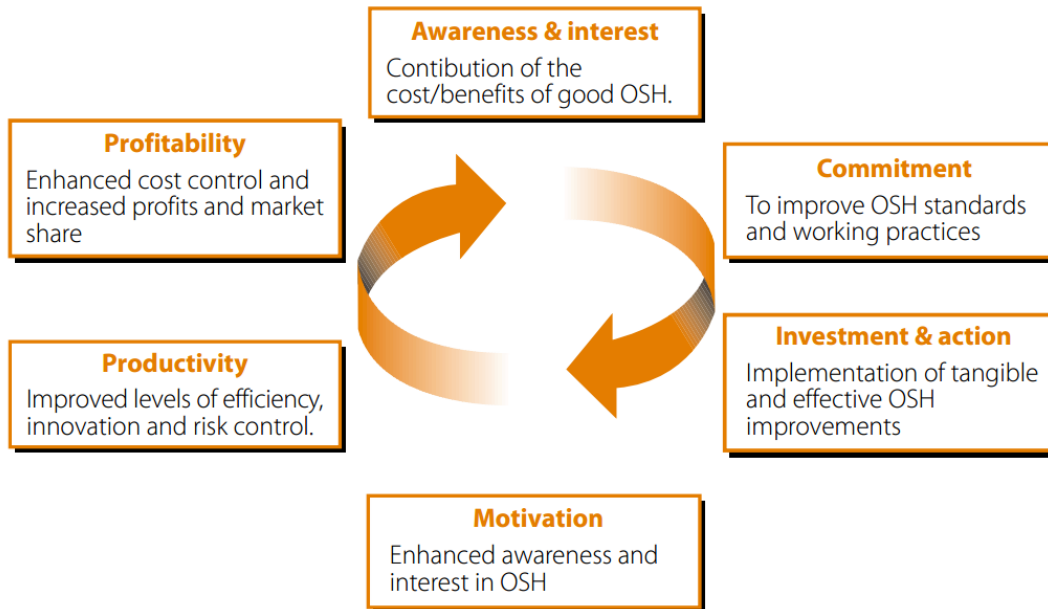 Awareness & interest
Contibution of the
cost/benefits of good OSH.
Commitment
To improve OSH standards
and working practices
Investment & action
Implementation of tangible
and effective OSH
improvements
Motivation
Enhanced awareness and
interest in OSH
Productivity
Improved levels of efficiency,
innovation and risk control.
Profitability
Enhanced cost control and
increased profits and market
share